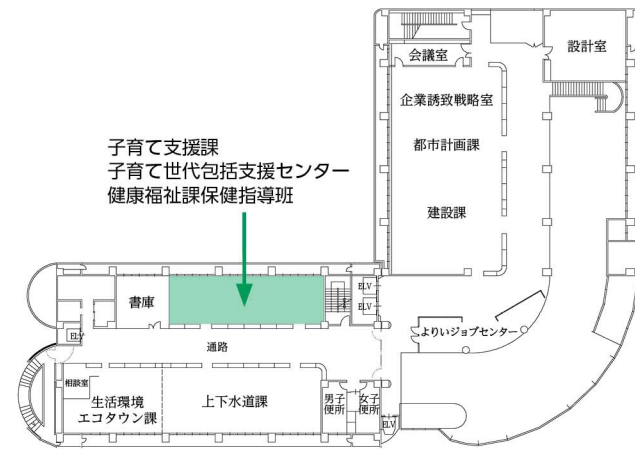 会議室
設計室
企業誘致戦略室
都市計画課
建設課
子育て支援課
子育て世代包括支援センター
健康福祉課保健指導班
書庫
ELV
ELV
よりいジョブセンター
ELV
通路
相談室
生活環境
エコタウン課
上下水道課
男子
便所
女子
便所
ELV